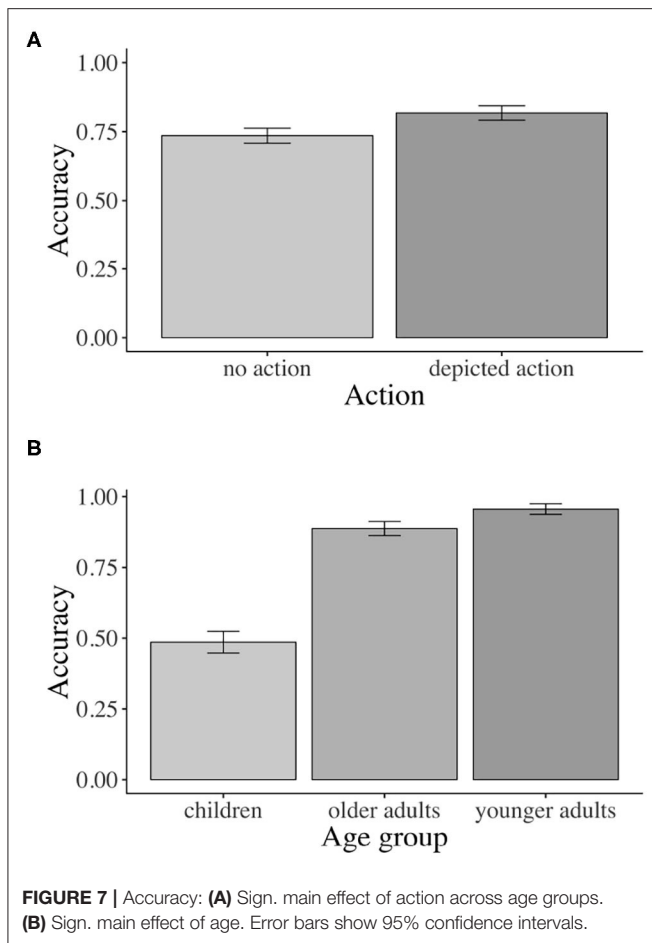 A
1.00
0.75
0.50
0.25
0.00
Accuracy
no action depicted action
Action
B
1.00
0.75
0.50
0.25
0.00
Accuracy
children older adults younger adults
Age group
FIGURE 7 | Accuracy: (A) Sign. main effect of action across age groups.
(B) Sign. main effect of age. Error bars show 95% confidence intervals.